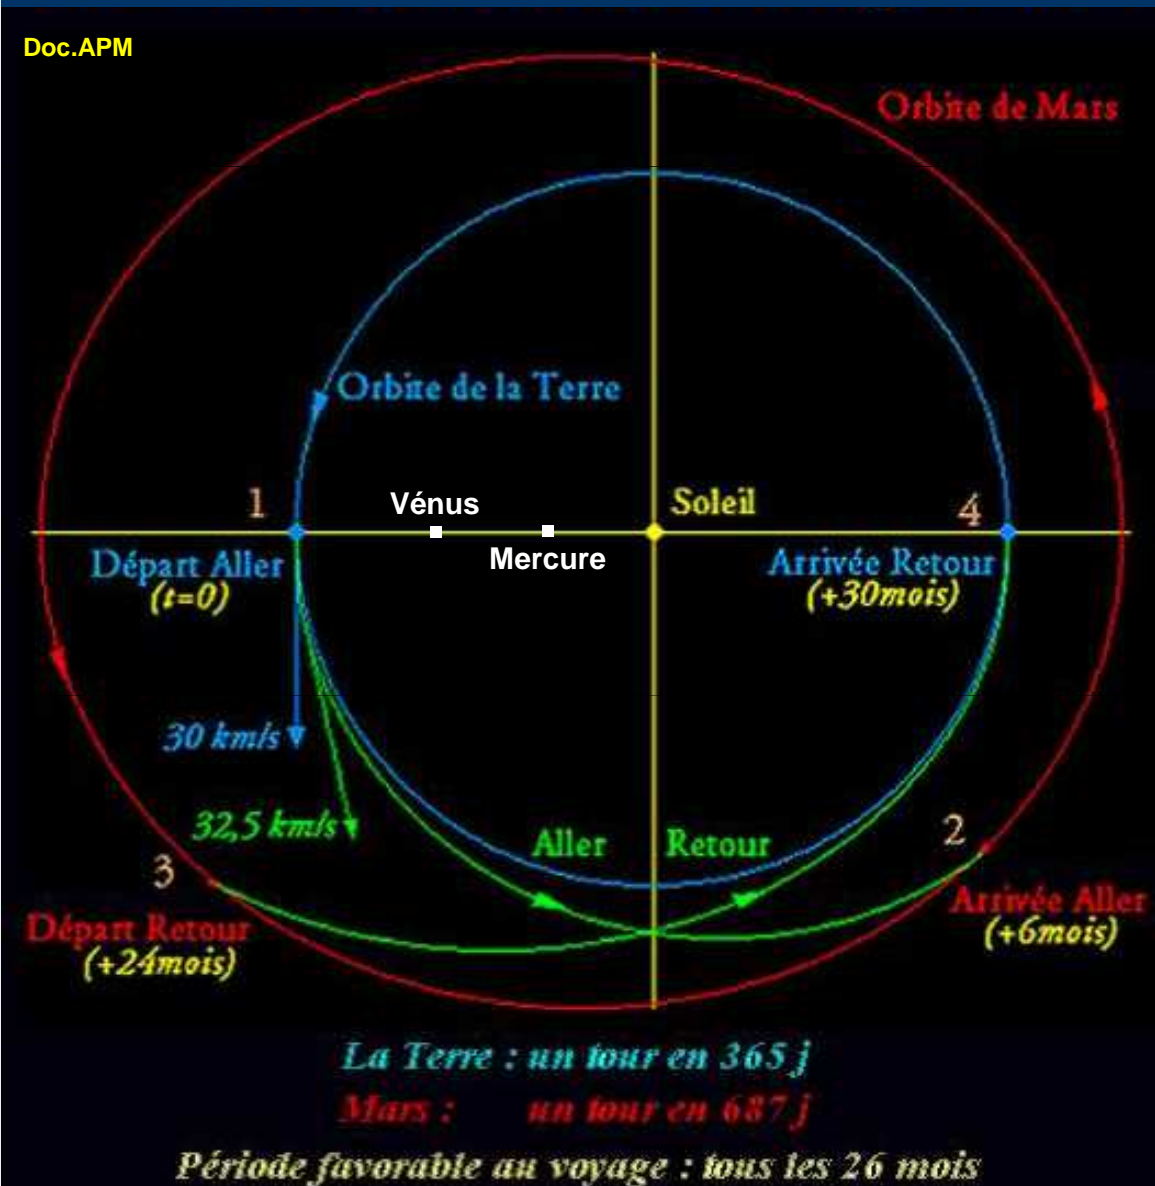 Doc.APM
Orbite de Mars
Orbite de la Terre
1
Vénus
Soleil
4
Mercure
Départ Aller
(t=0)
Arrivée Retour
(+30mois)
30 km/s
32,5 km/s
Aller
Retour
2
3
Arrivée Aller
(+6mois)
Départ Retour
(+24mois)
La Terre : un tour en 365 j
Mars : un tour en 687 j
Période favorable au voyage : tous les 26 mois